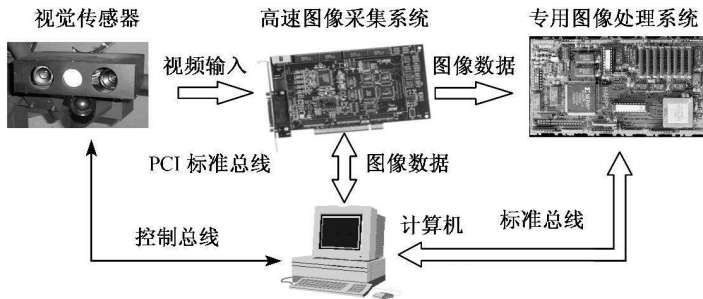 视觉传感器
高速图像采集系统
专用图像处理系统
视频输入
图像数据
PCI 标准总线
图像数据
控制总线
计算机
标准总线